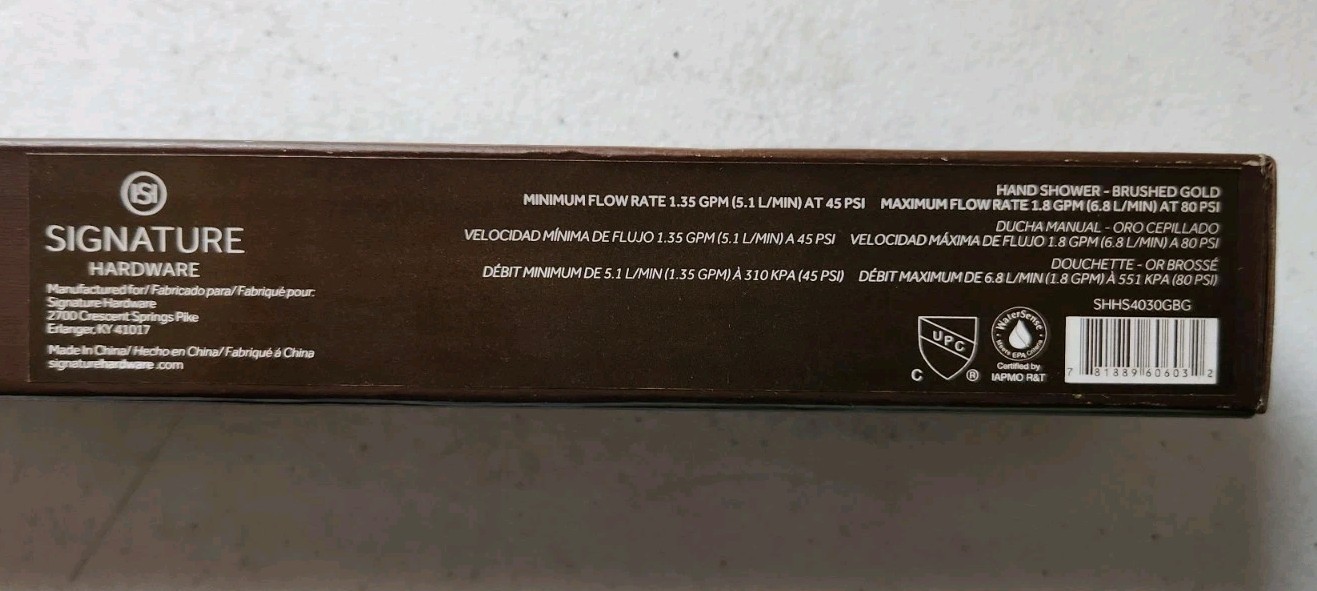 SIGNATURE
HARDWARE
Manufactured for/ Fabricado para/ Fabriqué pour:
Signature Hardware
2700 Crescent Springs Pike
Erlanger, KY 41017
Made In China/ Hecho en China/ Fabriqué á China
signaturehardware.com
HAND SHOWER - BRUSHED GOLD
MINIMUM FLOW RATE 1.35 GPM (5.1 L/MIN) AT 45 PSI MAXIMUM FLOW RATE 1.8 GPM (6.8 L/MIN) AT 80 PSI
DUCHA MANUAL - ORO CEPILLADO
VELOCIDAD MÍNIMA DE FLUJO 1.35 GPM (5.1 L/MIN) A 45 PSI VELOCIDAD MÁXIMA DE FLUJO 1.8 GPM (6.8 L/MIN) A 80 PSI
DOUCHETTE - OR BROSSÉ
DÉBIT MINIMUM DE 5.1 L/MIN (1.35 GPM) À 310 KPA (45 PSI) DÉBIT MAXIMUM DE 6.8 L/MIN (1.8 GPM) À 551 KPA (80 PSI)
SHHS4030GBG
UPC
C ®
WaterSense
Meets EPA Criteria
Certified by
IAPMO R&T
7 81889 60603 2